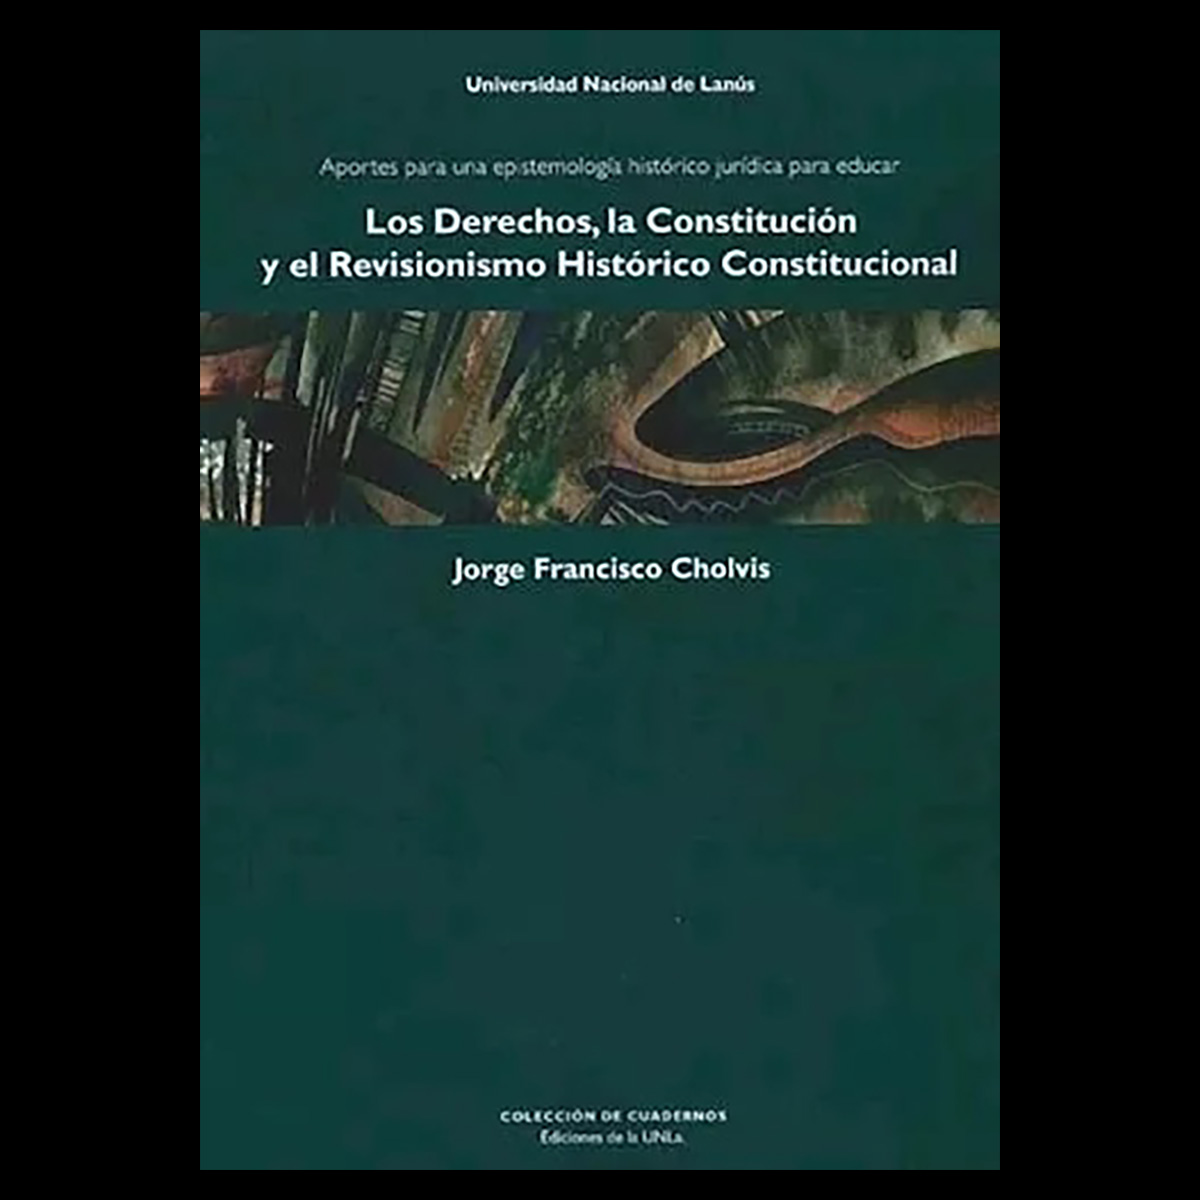 Universidad Nacional de Lanús
Aportes para una epistemología histórico jurídica para educar
Los Derechos, la Constitución
y el Revisionismo Histórico Constitucional
Jorge Francisco Cholvis
COLECCIÓN DE CUADERNOS
Ediciones de la UNLa.